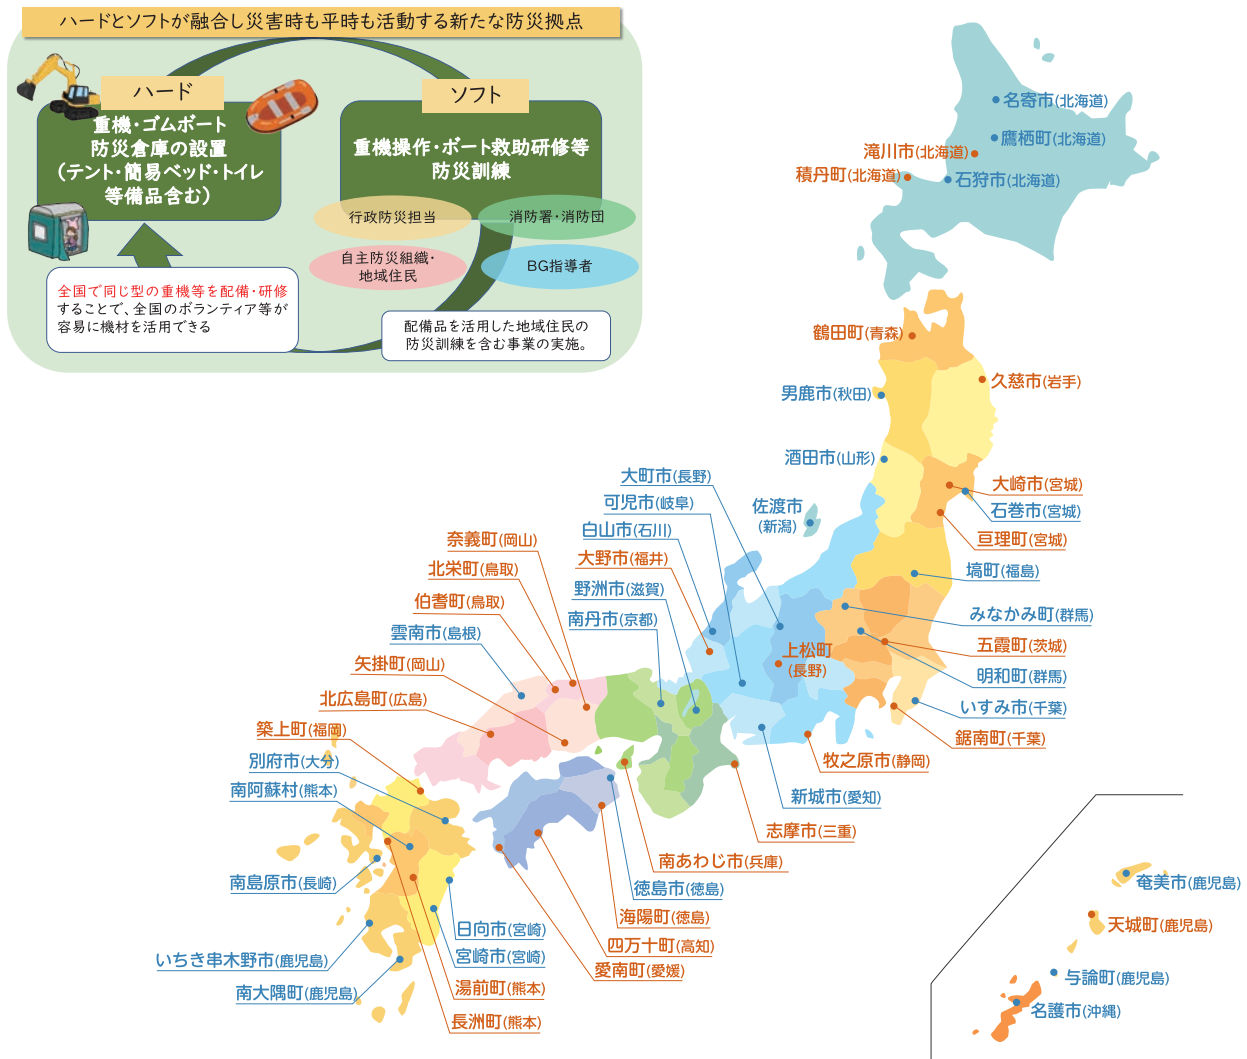 ハードとソフトが融合し災害時も平時も活動する新たな防災拠点
ハード
重機・ゴムボート
防災倉庫の設置
(テント・簡易ベッド・トイレ
等備品含む)
ソフト
重機操作・ボート救助研修等
防災訓練
行政防災担当
消防署・消防団
自主防災組織・
地域住民
BG指導者
全国で同じ型の重機等を配備・研修
することで、全国のボランティア等が
容易に機材を活用できる
配備品を活用した地域住民の
防災訓練を含む事業の実施。
名寄市(北海道)
鷹栖町(北海道)
滝川市(北海道)
積丹町(北海道)
石狩市(北海道)
鶴田町(青森)
久慈市(岩手)
男鹿市(秋田)
酒田市(山形)
大崎市(宮城)
石巻市(宮城)
亘理町(宮城)
塙町(福島)
みなかみ町(群馬)
五霞町(茨城)
明和町(群馬)
いすみ市(千葉)
鋸南町(千葉)
大町市(長野)
可児市(岐阜)
佐渡市
(新潟)
白山市(石川)
奈義町(岡山)
大野市(福井)
北栄町(鳥取)
野洲市(滋賀)
伯耆町(鳥取)
南丹市(京都)
雲南市(島根)
上松町
(長野)
矢掛町(岡山)
北広島町(広島)
築上町(福岡)
別府市(大分)
南阿蘇村(熊本)
牧之原市(静岡)
新城市(愛知)
志摩市(三重)
南あわじ市(兵庫)
徳島市(徳島)
海陽町(徳島)
四万十町(高知)
愛南町(愛媛)
南島原市(長崎)
日向市(宮崎)
宮崎市(宮崎)
いちき串木野市(鹿児島)
南大隅町(鹿児島)
湯前町(熊本)
長洲町(熊本)
奄美市(鹿児島)
天城町(鹿児島)
与論町(鹿児島)
名護市(沖縄)